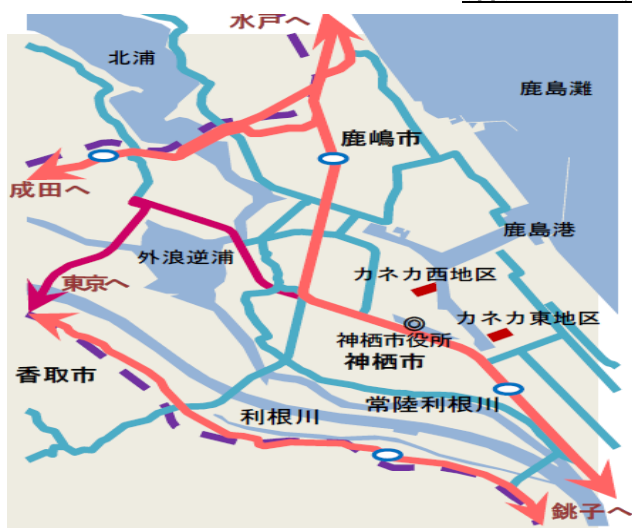 水戸へ
北浦
鹿島灘
鹿嶋市
成田へ
鹿島港
外浪逆浦
カネカ西地区
東京へ
カネカ東地区
神栖市役所
神栖市
香取市
常陸利根川
利根川
銚子へ